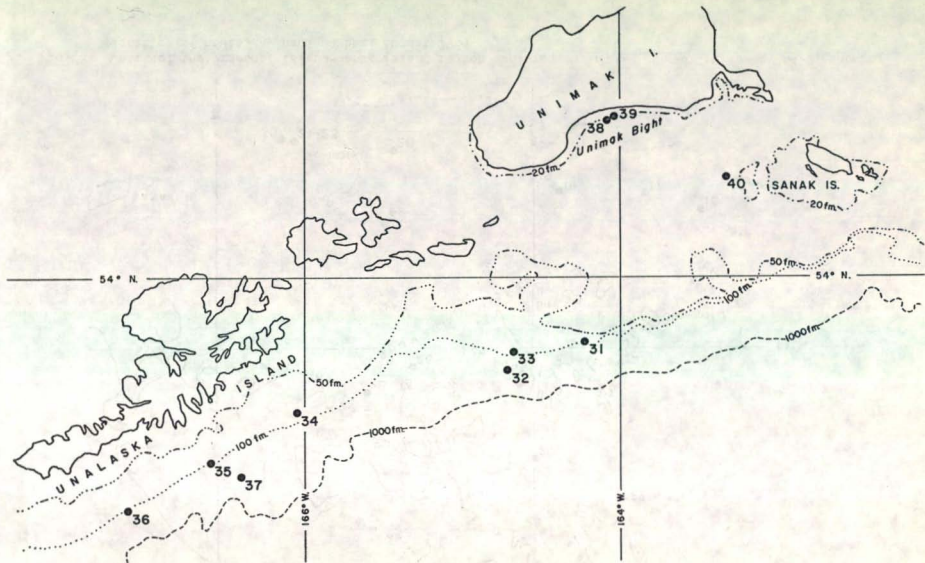 UNIMAK I.
39
38
Unimak Bight
20 fm.
40
SANAK IS.
20 fm.
54° N.
50 fm.
54° N.
100 fm.
1000 fm.
31
33
32
50 fm.
34
100 fm.
1000 fm.
UNALASKA ISLAND
35
37
36
166° W.
164° W.